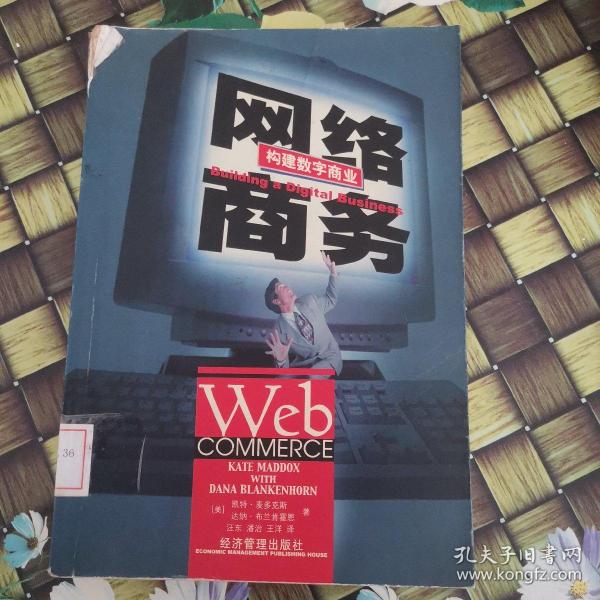 网络
构建数字商业
Building a Digital Business
商务
Web
COMMERCE
KATE MADDOX
WITH
DANA BLANKENHORN
[美] 凯特·麦多克斯
达纳·布兰肯霍恩 著
汪东 潘治 王洋 译
经济管理出版社
ECONOMIC MANAGEMENT PUBLISHING HOUSE
36
孔夫子旧书网
www.kongfz.com